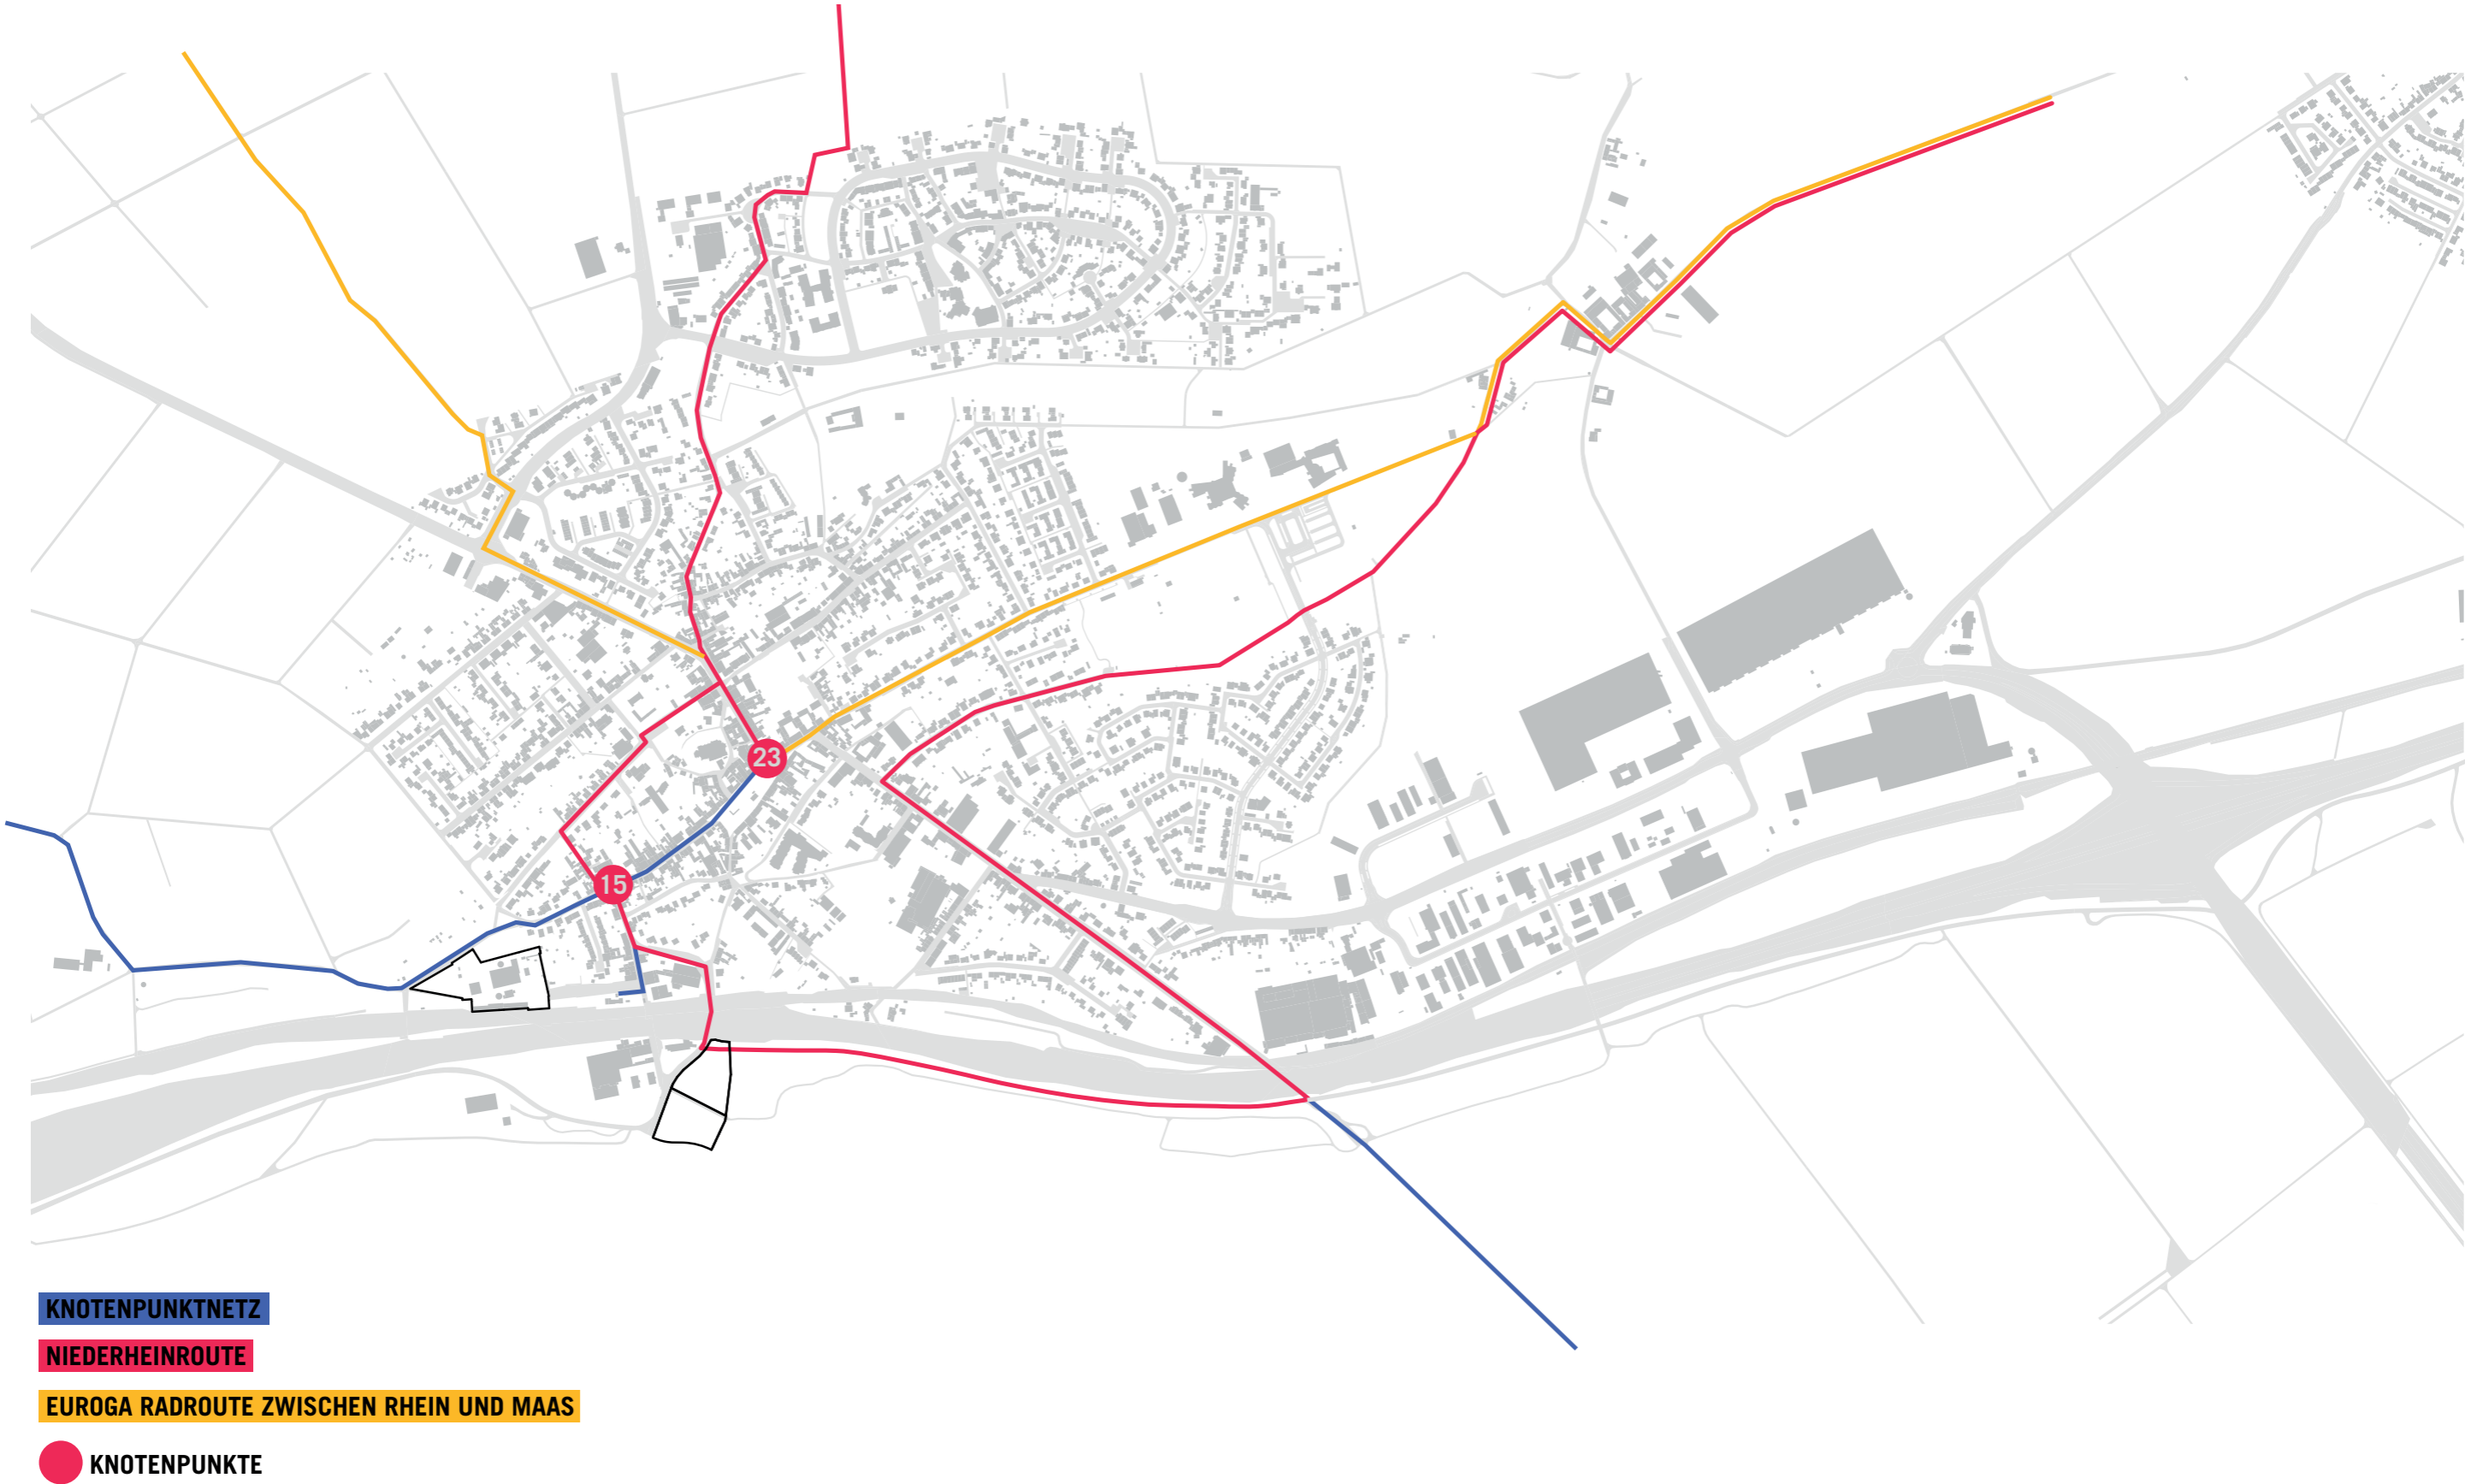 23
15
KNOTENPUNKTNETZ
NIEDERHEINROUTE
EUROGA RADROUTE ZWISCHEN RHEIN UND MAAS
KNOTENPUNKTE